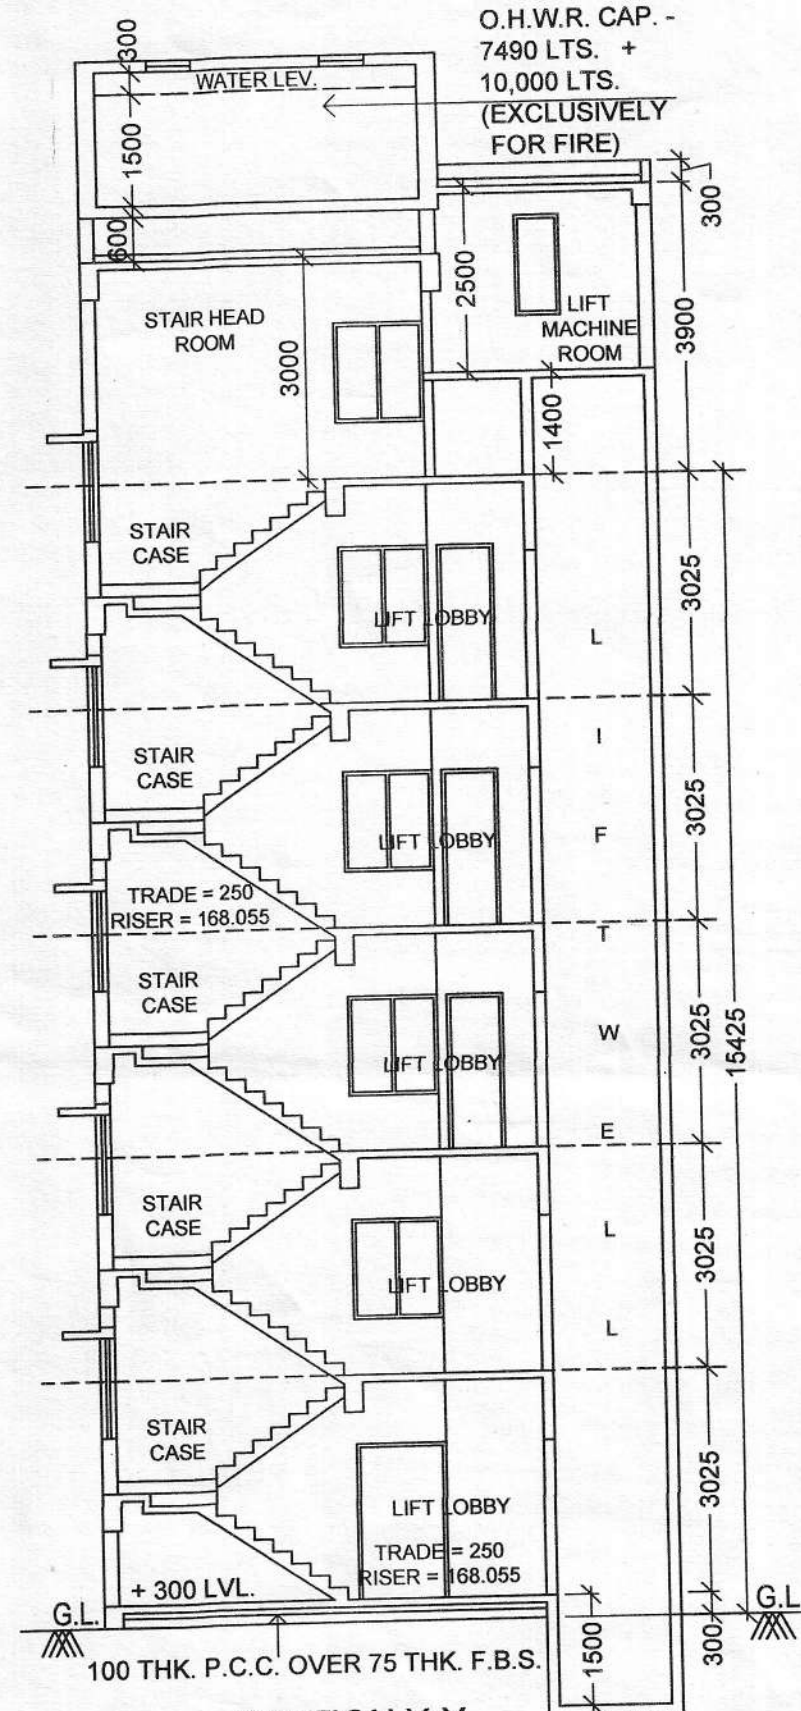 O.H.W.R. CAP. -
7490 LTS. +
10,000 LTS.
(EXCLUSIVELY
FOR FIRE)
300
WATER LEV.
1500
600
300
STAIR HEAD
ROOM
3000
2500
LIFT
MACHINE
ROOM
3900
1400
STAIR
CASE
LIFT LOBBY
3025
STAIR
CASE
LIFT LOBBY
3025
TRADE = 250
RISER = 168.055
STAIR
CASE
LIFT LOBBY
3025
15425
STAIR
CASE
LIFT LOBBY
3025
L
I
F
T
W
E
L
L
STAIR
CASE
LIFT LOBBY
TRADE = 250
RISER = 168.055
3025
+ 300 LVL.
G.L.
G.L
1500
300
100 THK. P.C.C. OVER 75 THK. F.B.S.